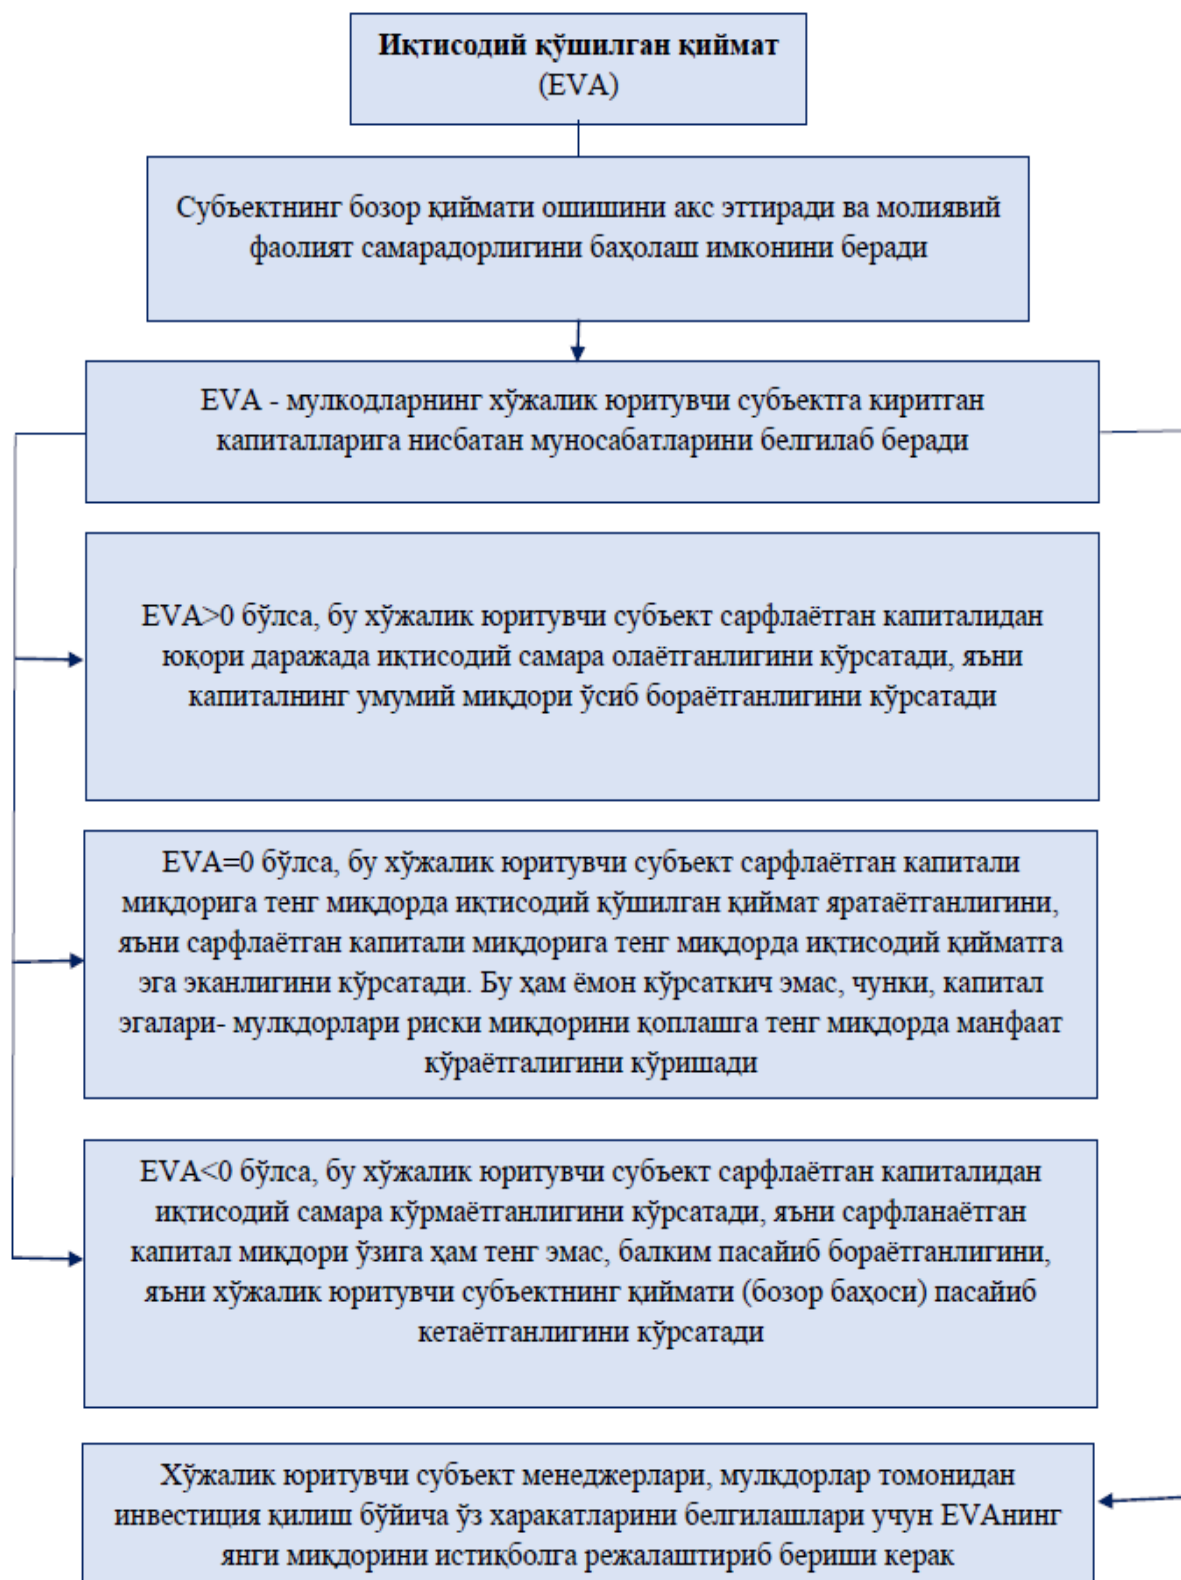 Иқтисодий қўшилган қиймат
(EVA)
Субъектнинг бозор қиймати ошишини акс эттиради ва молиявий
фаолият самарадорлигини баҳолаш имконини беради
EVA - мулкодларнинг хўжалик юритувчи субъектга киритган
капиталларига нисбатан муносабатларини белгилаб беради
EVA>0 бўлса, бу хўжалик юритувчи субъект сарфлаётган капиталидан
юқори даражада иқтисодий самара олаётганлигини кўрсатади, яъни
капиталнинг умумий миқдори ўсиб бораётганлигини кўрсатади
EVA=0 бўлса, бу хўжалик юритувчи субъект сарфлаётган капитали
миқдорига тенг миқдорда иқтисодий қўшилган қиймат яратаётганлигини,
яъни сарфлаётган капитали миқдорига тенг миқдорда иқтисодий қийматга
эга эканлигини кўрсатади. Бу ҳам ёмон кўрсаткич эмас, чунки, капитал
эгалари- мулкдорлари риски миқдорини қоплашга тенг миқдорда манфаат
кўраётгалигини кўришади
EVA<0 бўлса, бу хўжалик юритувчи субъект сарфлаётган капиталидан
иқтисодий самара кўрмаётганлигини кўрсатади, яъни сарфланаётган
капитал миқдори ўзига ҳам тенг эмас, балким пасайиб бораётганлигини,
яъни хўжалик юритувчи субъектнинг қиймати (бозор баҳоси) пасайиб
кетаётганлигини кўрсатади
Хўжалик юритувчи субъект менеджерлари, мулкдорлар томонидан
инвестиция қилиш бўйича ўз харакатларини белгилашлари учун EVAнинг
янги миқдорини истиқболга режалаштириб бериши керак